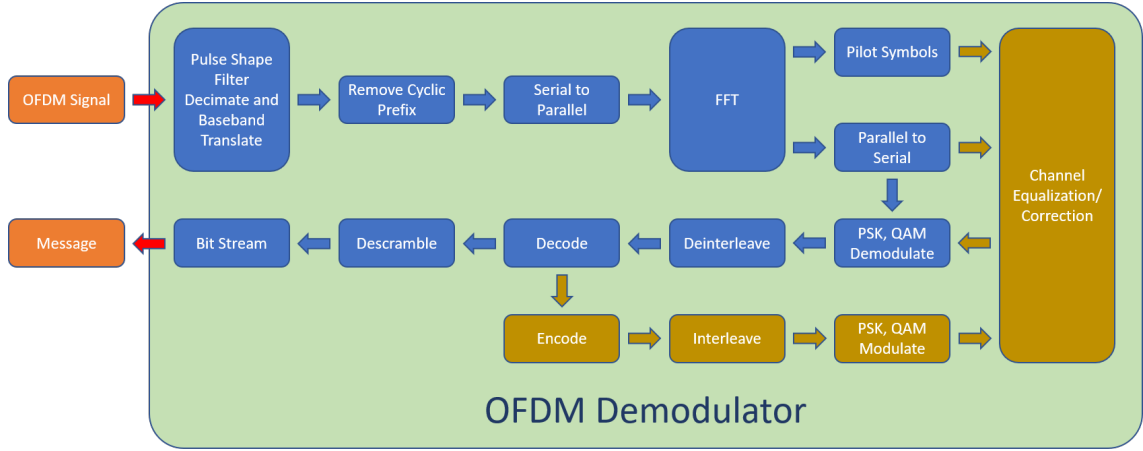 OFDM Signal
Pulse Shape
Filter
Decimate and
Baseband
Translate
Remove Cyclic
Prefix
Serial to
Parallel
FFT
Pilot Symbols
Parallel to
Serial
Channel
Equalization/
Correction
Message
Bit Stream
Descramble
Decode
Deinterleave
PSK, QAM
Demodulate
Encode
Interleave
PSK, QAM
Modulate
OFDM Demodulator